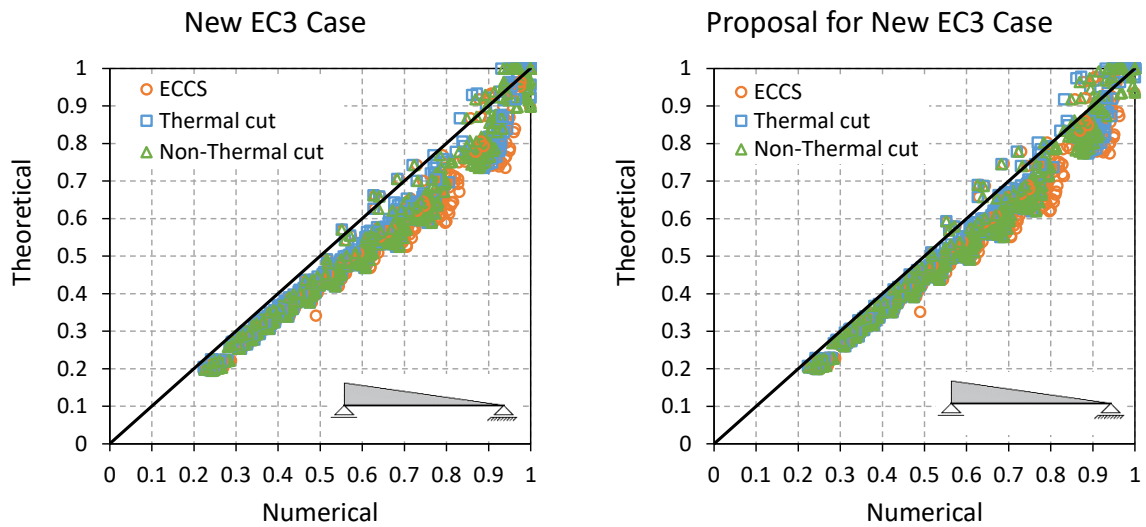 New EC3 Case
ECCS
Thermal cut
Non-Thermal cut
Theoretical
1
0.9
0.8
0.7
0.6
0.5
0.4
0.3
0.2
0.1
0
0 0.1 0.2 0.3 0.4 0.5 0.6 0.7 0.8 0.9 1
Numerical
Proposal for New EC3 Case
ECCS
Thermal cut
Non-Thermal cut
Theoretical
1
0.9
0.8
0.7
0.6
0.5
0.4
0.3
0.2
0.1
0
0 0.1 0.2 0.3 0.4 0.5 0.6 0.7 0.8 0.9 1
Numerical